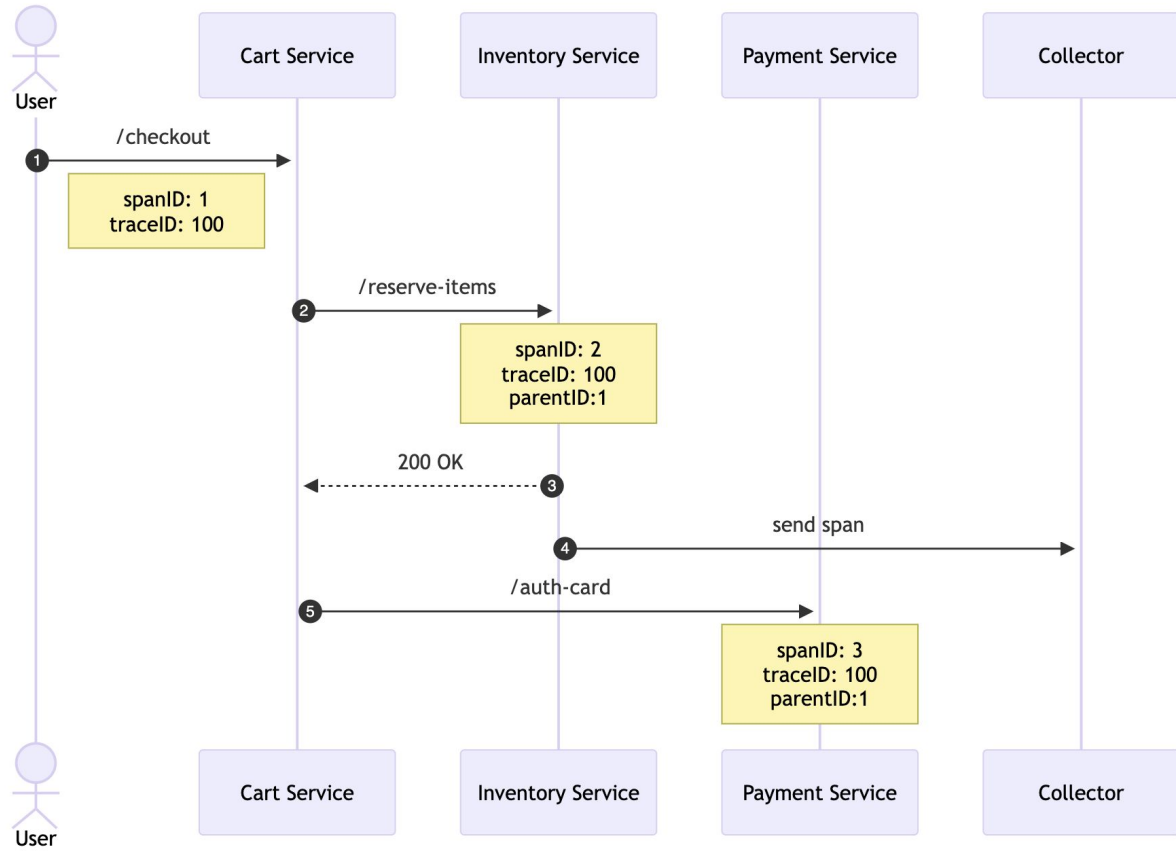 User
Cart Service
Inventory Service
Payment Service
Collector
/checkout
1
spanID: 1
traceID: 100
/reserve-items
2
spanID: 2
traceID: 100
parentID:1
200 OK
3
send span
4
/auth-card
5
spanID: 3
traceID: 100
parentID:1
User
Cart Service
Inventory Service
Payment Service
Collector